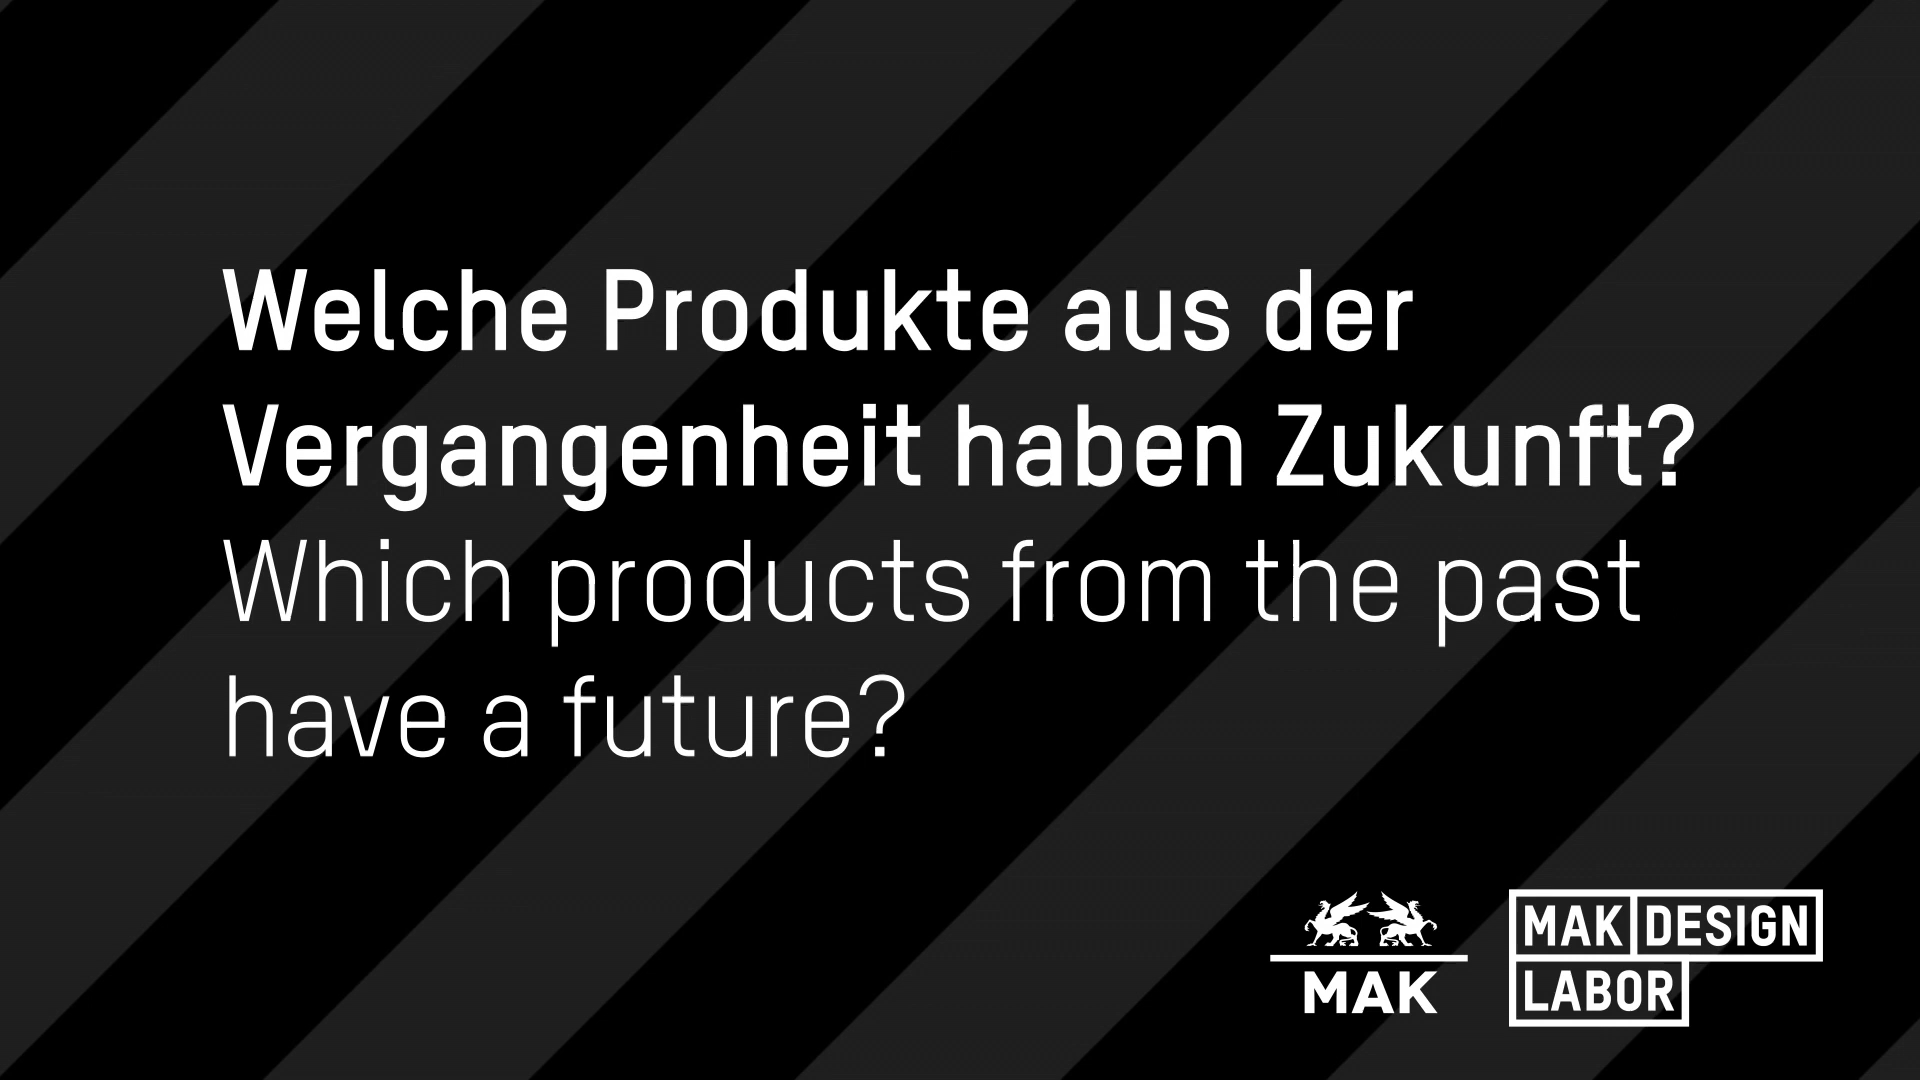 Welche Produkte aus der
Vergangenheit haben Zukunft?
Which products from the past
have a future?
MAK
MAK DESIGN
LABOR